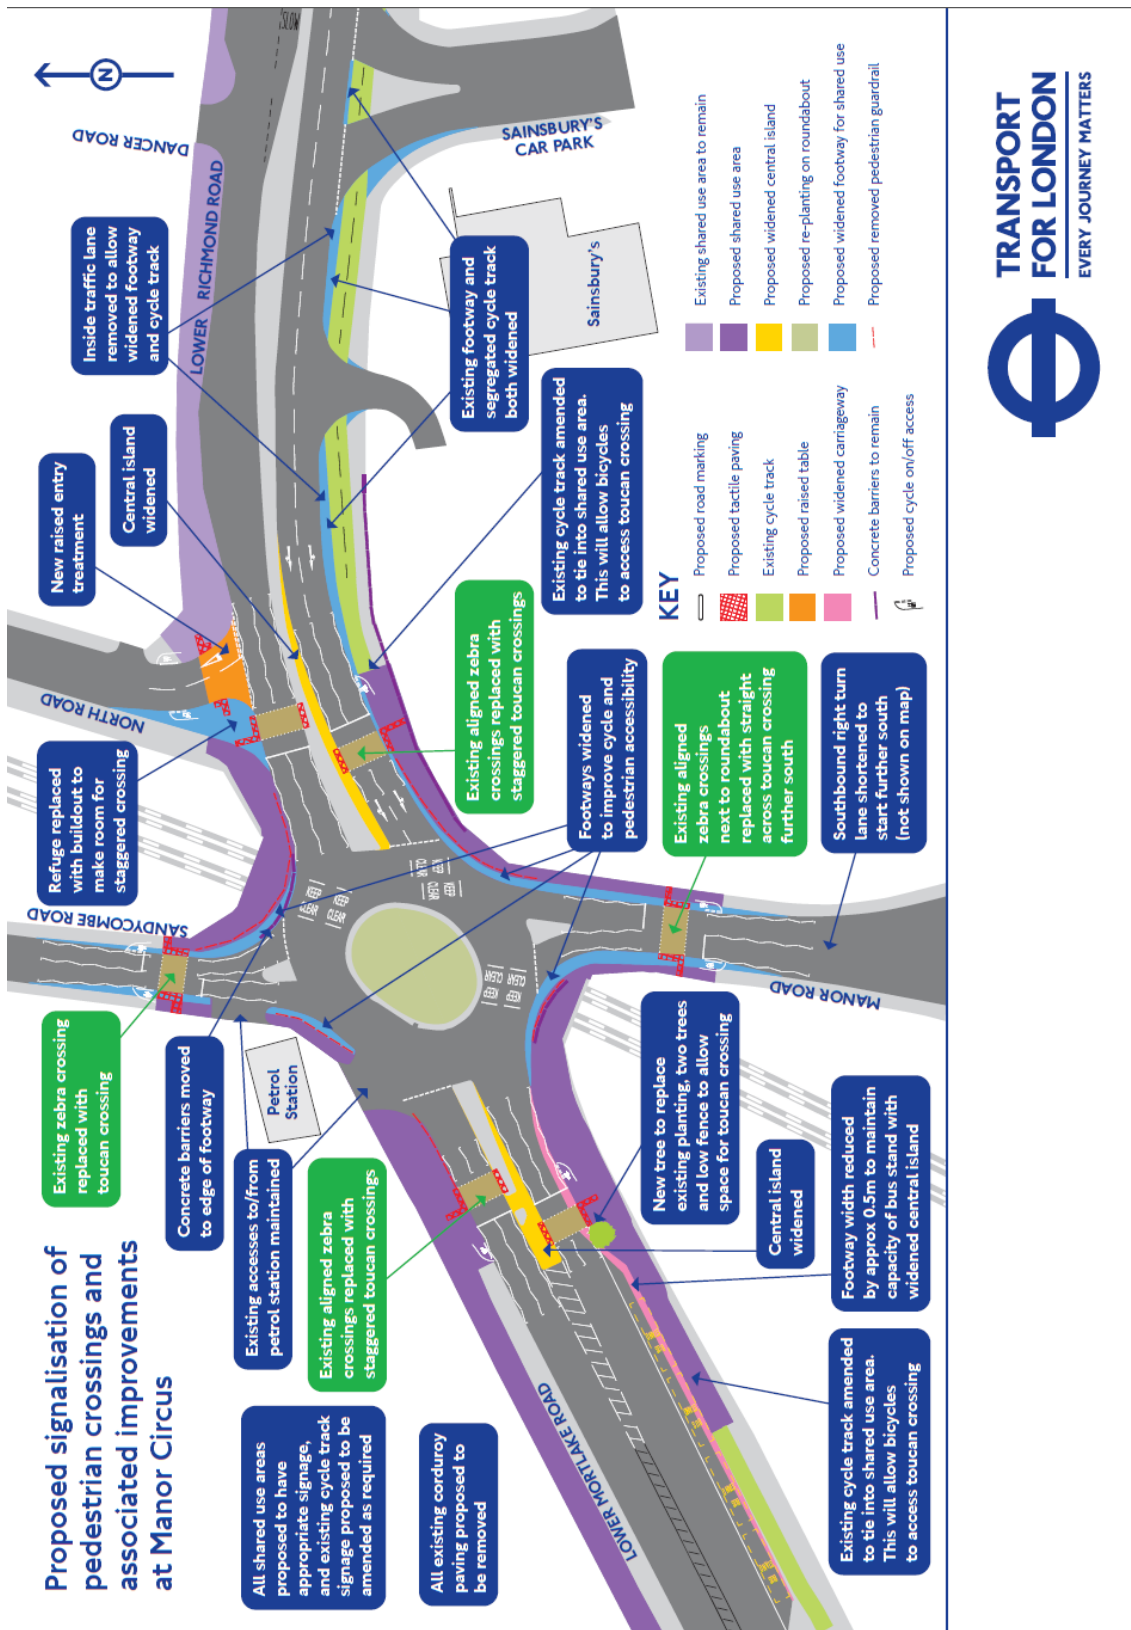 Proposed signalisation of
pedestrian crossings and
associated improvements
at Manor Circus
All shared use areas
proposed to have
appropriate signage,
and existing cycle track
signage proposed to be
amended as required
All existing corduroy
paving proposed to
be removed
Existing zebra crossing
replaced with
toucan crossing
Concrete barriers moved
to edge of footway
Existing accesses to/from
petrol station maintained
Existing aligned zebra
crossings replaced with
staggered toucan crossings
Petrol
Station
Refuge replaced
with buildout to
make room for
staggered crossing
New raised entry
treatment
Central island
widened
Inside traffic lane
removed to allow
widened footway
and cycle track
SANDYCOMBE ROAD
NORTH ROAD
LOWER RICHMOND ROAD
DANCER ROAD
SLOW
N
Existing footway and
segregated cycle track
both widened
SAINSBURY'S
CAR PARK
Sainsbury's
Existing cycle track amended
to tie into shared use area.
This will allow bicycles
to access toucan crossing
Existing aligned zebra
crossings replaced with
staggered toucan crossings
Footways widened
to improve cycle and
pedestrian accessibility
Existing aligned
zebra crossings
next to roundabout
replaced with straight
across toucan crossing
further south
Southbound right turn
lane shortened to
start further south
(not shown on map)
KEEP
CLEAR
KEEP
CLEAR
KEEP
CLEAR
KEEP
CLEAR
KEEP
CLEAR
KEEP
CLEAR
MANOR ROAD
LOWER MORTLAKE ROAD
New tree to replace
existing planting, two trees
and low fence to allow
space for toucan crossing
Central island
widened
Footway width reduced
by approx 0.5m to maintain
capacity of bus stand with
widened central island
Existing cycle track amended
to tie into shared use area.
This will allow bicycles
to access toucan crossing
KEY
Proposed road marking
Proposed tactile paving
Existing cycle track
Proposed raised table
Proposed widened carriageway
Concrete barriers to remain
Proposed cycle on/off access
Existing shared use area to remain
Proposed shared use area
Proposed widened central island
Proposed re-planting on roundabout
Proposed widened footway for shared use
Proposed removed pedestrian guardrail
TRANSPORT
FOR LONDON
EVERY JOURNEY MATTERS